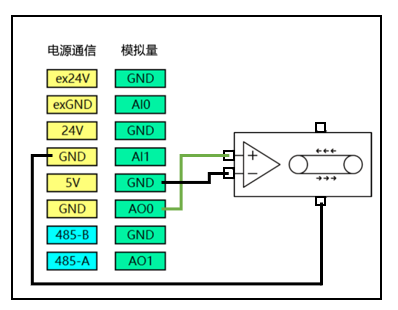 电源通信 模拟量
ex24V GND
exGND AI0
24V GND
GND AI1
5V GND
GND AO0
485-B GND
485-A AO1
+
−
←←←
→→→